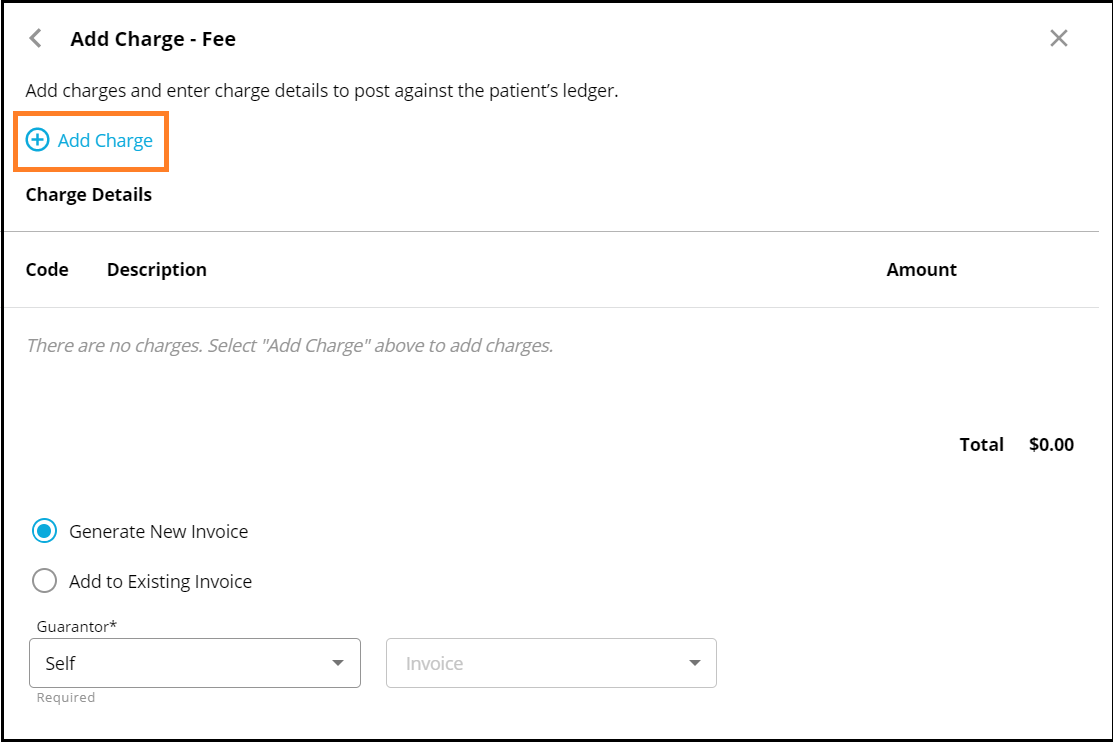 Add Charge - Fee
Add charges and enter charge details to post against the patient’s ledger.
Add Charge
Charge Details
Code Description Amount
There are no charges. Select "Add Charge" above to add charges.
Total $0.00
Generate New Invoice
Add to Existing Invoice
Guarantor*
Self Invoice
Required